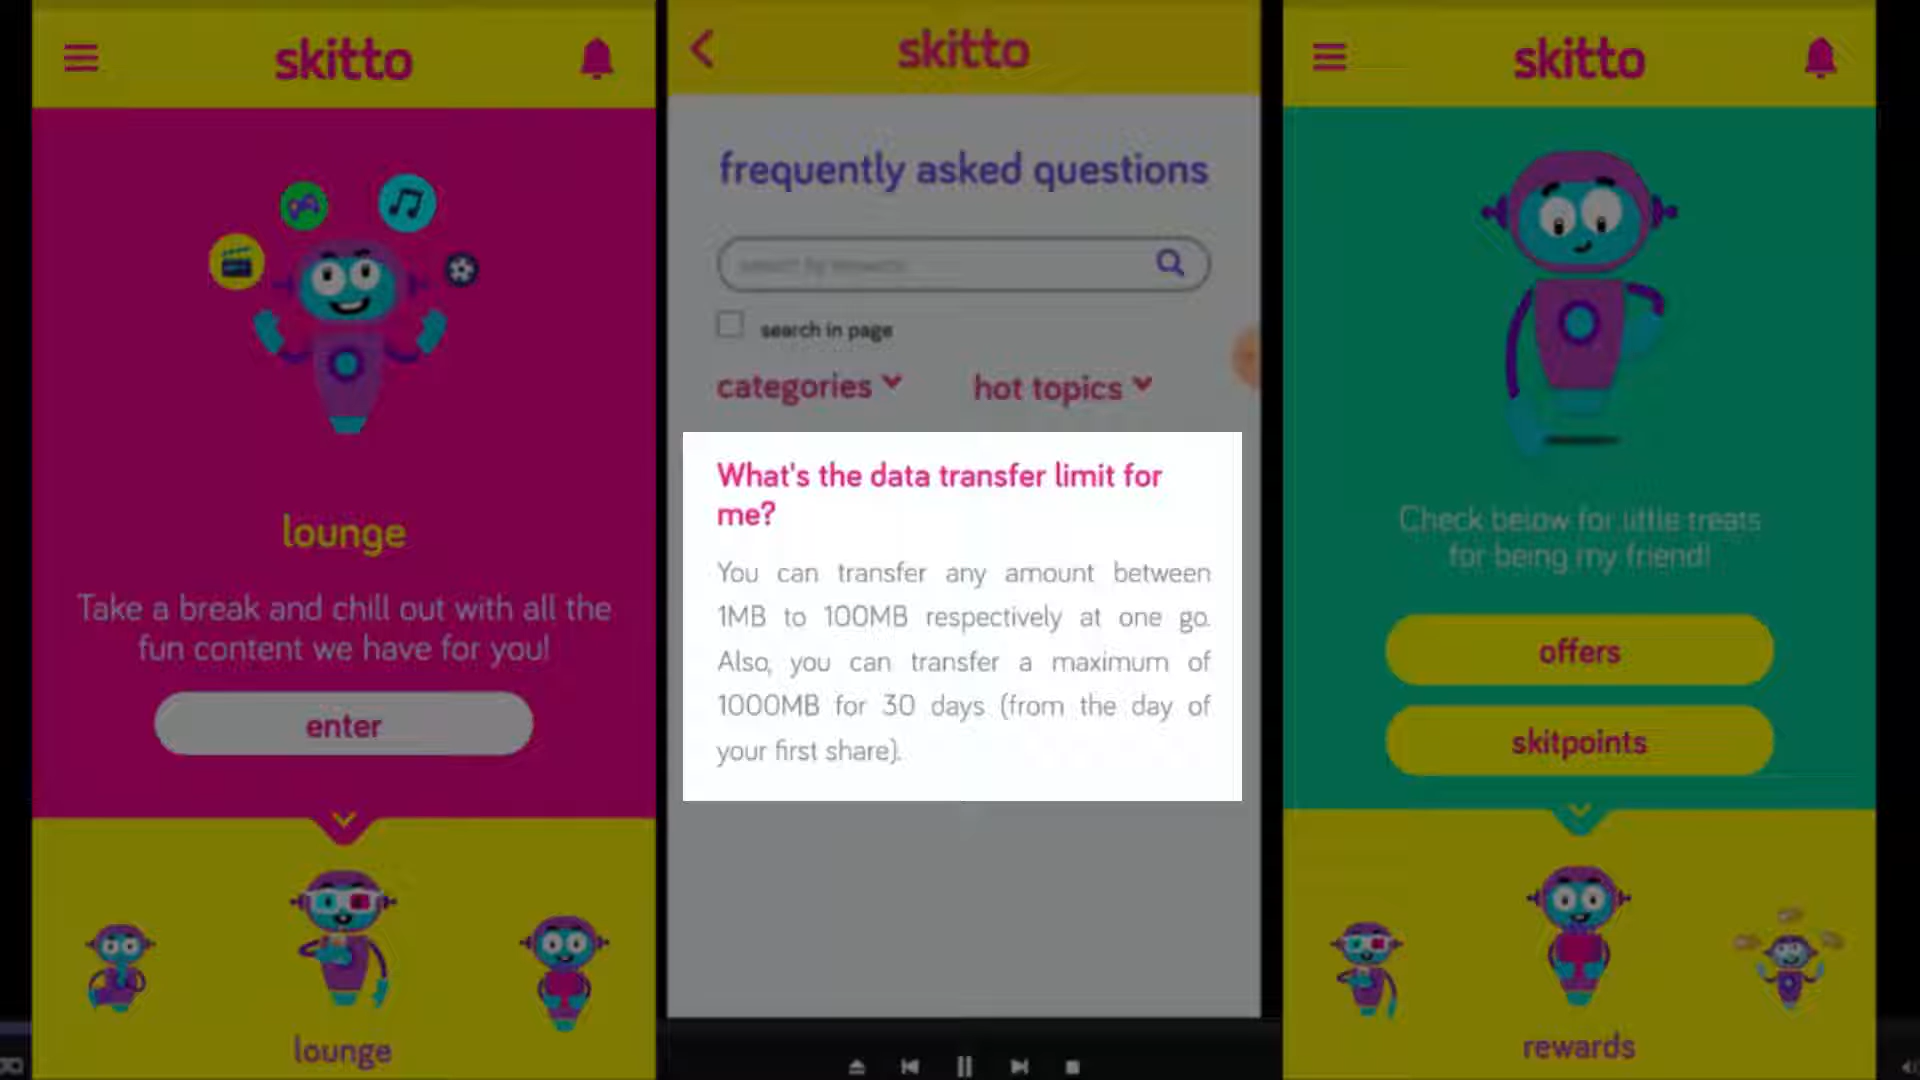 skitto
lounge
Take a break and chill out with all the
fun content we have for you!
enter
lounge
skitto
frequently asked questions
search in page
categories
hot topics
What's the data transfer limit for
me?
You can transfer any amount between
1MB to 100MB respectively at one go.
Also, you can transfer a maximum of
1000MB for 30 days (from the day of
your first share).
skitto
Check below for little treats
for being my friend!
offers
skitpoints
rewards